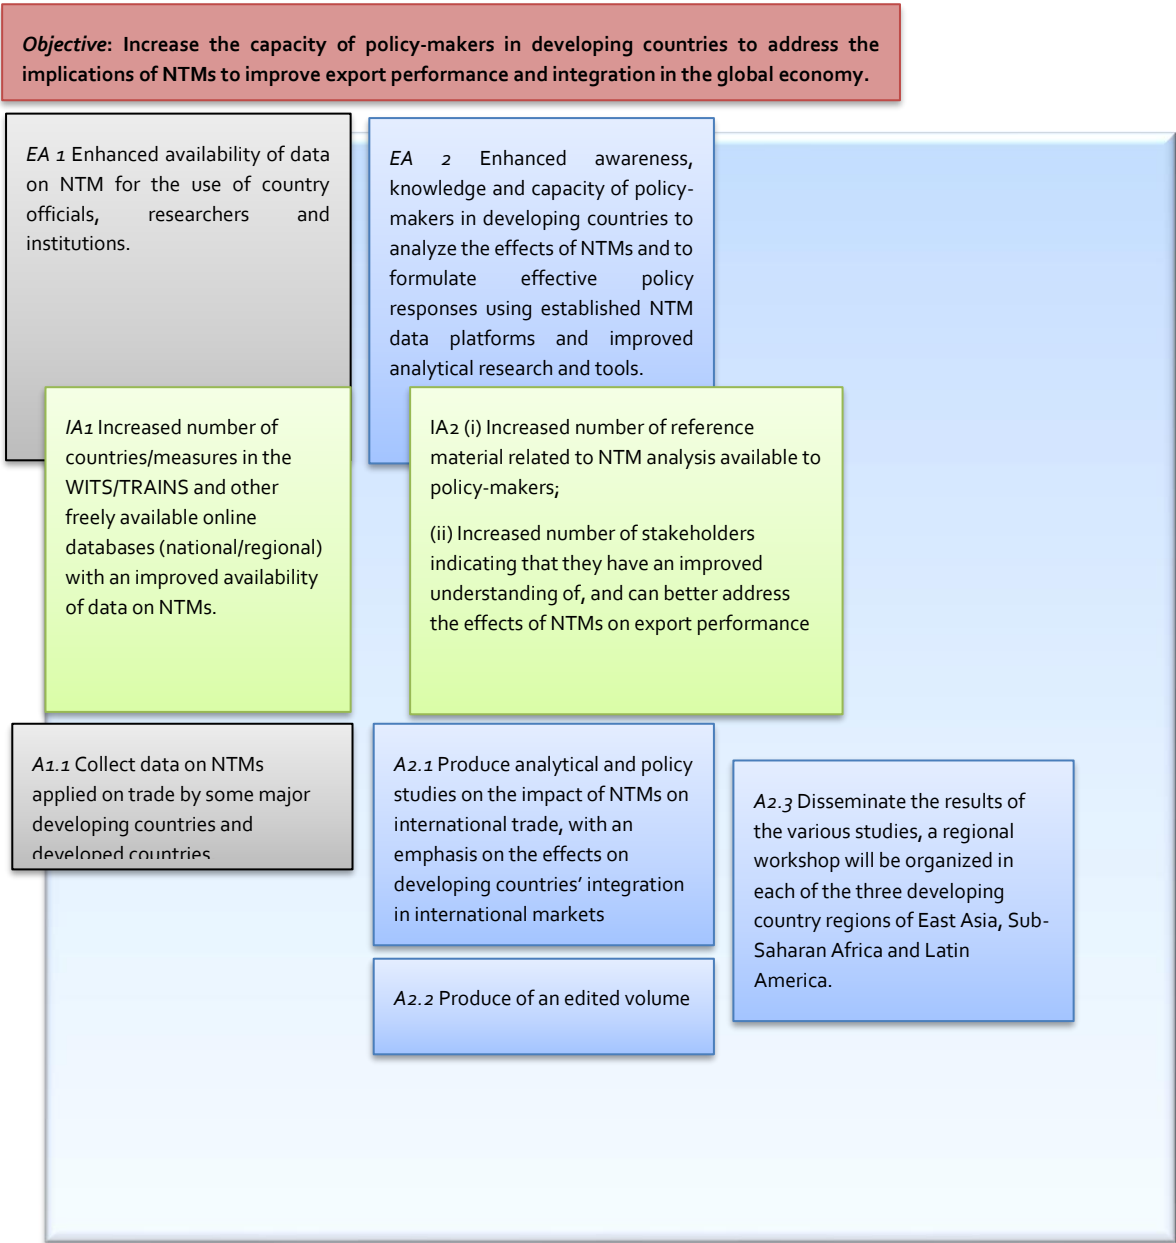 Objective: Increase the capacity of policy-makers in developing countries to address the
implications of NTMs to improve export performance and integration in the global economy.
EA 1 Enhanced availability of data
on NTM for the use of country
officials, researchers and
institutions.
EA 2 Enhanced awareness,
knowledge and capacity of policy-
makers in developing countries to
analyze the effects of NTMs and to
formulate effective policy
responses using established NTM
data platforms and improved
analytical research and tools.
IA1 Increased number of
countries/measures in the
WITS/TRAINS and other
freely available online
databases (national/regional)
with an improved availability
of data on NTMs.
IA2 (i) Increased number of reference
material related to NTM analysis available to
policy-makers;
(ii) Increased number of stakeholders
indicating that they have an improved
understanding of, and can better address
the effects of NTMs on export performance
A1.1 Collect data on NTMs
applied on trade by some major
developing countries and
developed countries
A2.1 Produce analytical and policy
studies on the impact of NTMs on
international trade, with an
emphasis on the effects on
developing countries' integration
in international markets
A2.2 Produce of an edited volume
A2.3 Disseminate the results of
the various studies, a regional
workshop will be organized in
each of the three developing
country regions of East Asia, Sub-
Saharan Africa and Latin
America.